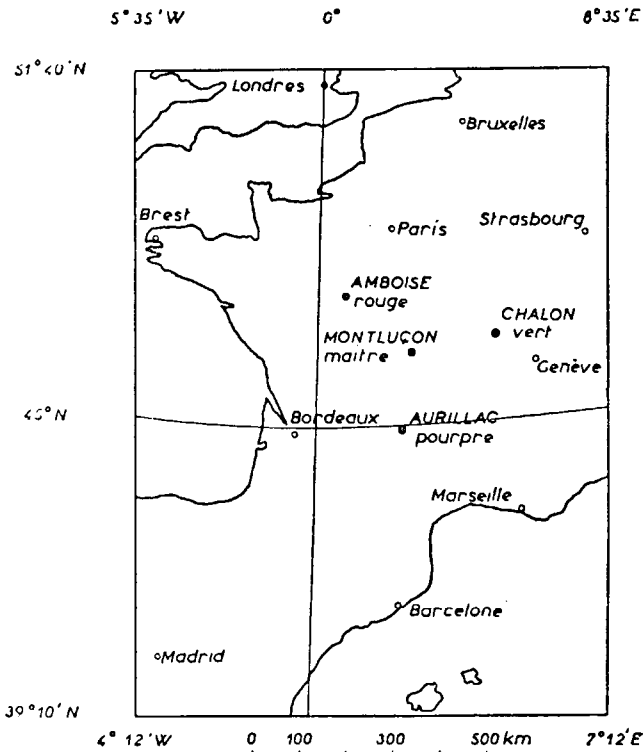 5° 35' W 0° 8° 35' E
51° 40' N
Londres
Bruxelles
Brest
Paris
Strasbourg
AMBOISE
rouge
CHALON
vert
MONTLUÇON
maitre
Genève
45° N
Bordeaux
AURILLAC
pourpre
Marseille
Barcelone
Madrid
39° 10' N
4° 12' W 0 100 300 500 km 7° 12' E